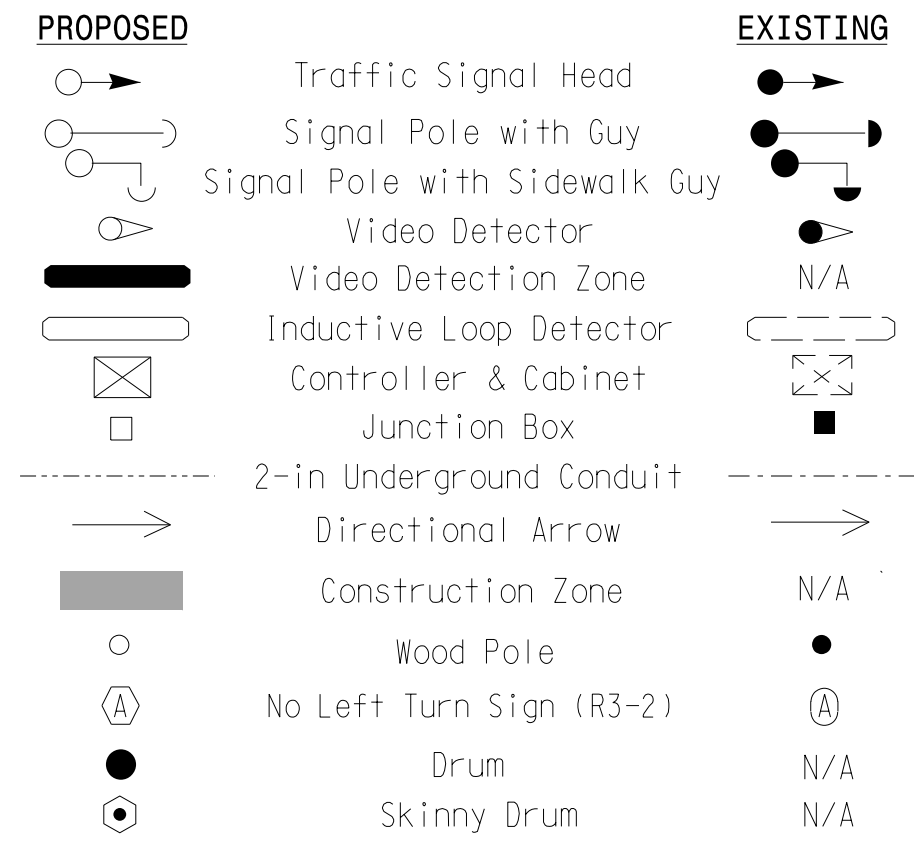 PROPOSED EXISTING
Traffic Signal Head
Signal Pole with Guy
Signal Pole with Sidewalk Guy
Video Detector
Video Detection Zone N/A
Inductive Loop Detector
Controller & Cabinet
Junction Box
2-in Underground Conduit
Directional Arrow
Construction Zone N/A
Wood Pole
A No Left Turn Sign (R3-2) A
Drum N/A
Skinny Drum N/A